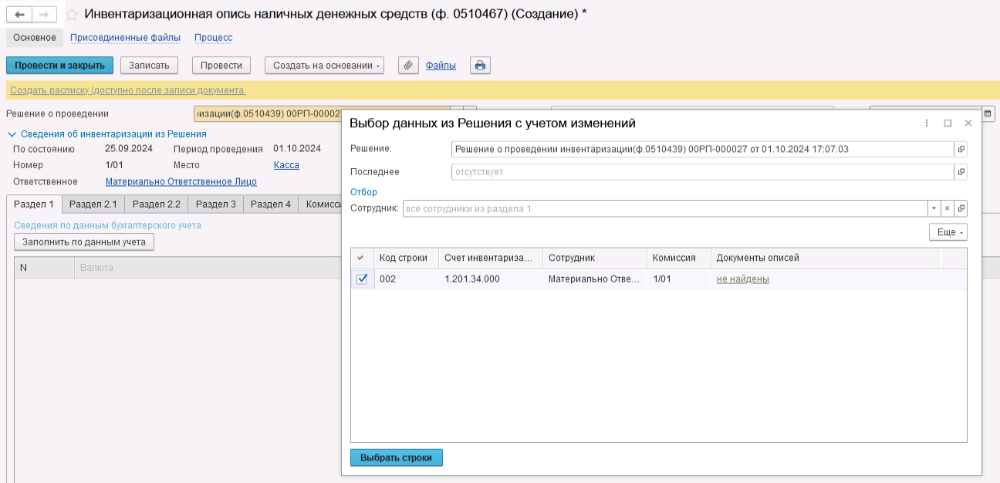 Инвентаризационная опись наличных денежных средств (ф. 0510467) (Создание) *
Основное Присоединенные файлы Процесс
Провести и закрыть Записать Провести Создать на основании Файлы
Создать расписку (доступно после записи документа.
Решение о проведении изации(ф.0510439) 00РП-000027
Сведения об инвентаризации из Решения
По состоянию 25.09.2024 Период проведения 01.10.2024
Номер 1/01 Место Касса
Ответственное Материально Ответственное Лицо
Раздел 1 Раздел 2.1 Раздел 2.2 Раздел 3 Раздел 4 Комисси
Сведения по данным бухгалтерского учета
Заполнить по данным учета
N Валюта
Выбор данных из Решения с учетом изменений
Решение: Решение о проведении инвентаризации(ф.0510439) 00РП-000027 от 01.10.2024 17:07:03
Последнее отсутствует
Отбор
Сотрудник: все сотрудники из раздела 1
Еще
Код строки Счет инвентариза... Сотрудник Комиссия Документы описей
002 1.201.34.000 Материально Отве... 1/01 не найдены
Выбрать строки